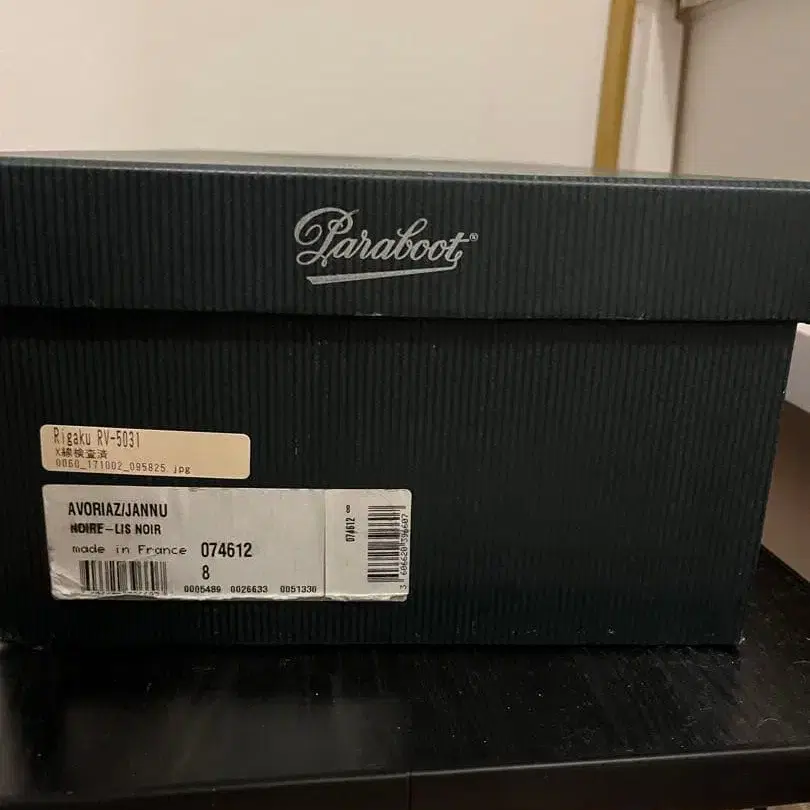 Paraboot®
Rigaku RV-5031
X線検査済
0060_171002_095825.jpg
AVORIAZ/JANNU
NOIRE-LIS NOIR
made in France 074612
8
0005489 0026633 0051330
074612 8